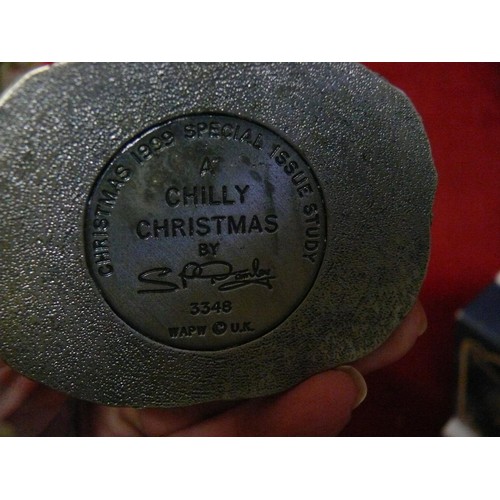 CHRISTMAS 1999 SPECIAL ISSUE STUDY
A
CHILLY
CHRISTMAS
BY
3348
WAPW © U.K.